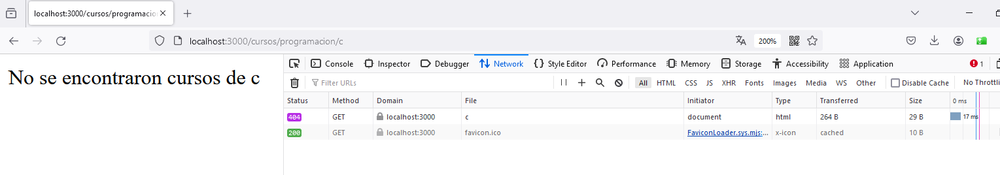 localhost:3000/cursos/programacion
localhost:3000/cursos/programacion/c
200%
No se encontraron cursos de c
Console Inspector Debugger Network Style Editor Performance Memory Storage Accessibility Application 1
Filter URLs All HTML CSS JS XHR Fonts Images Media WS Other Disable Cache No Throttli
Status Method Domain File Initiator Type Transferred Size 0 ms
404 GET localhost:3000 c document html 264 B 29 B 17 ms
200 GET localhost:3000 favicon.ico FaviconLoader.sys.mjs:... x-icon cached 10 B